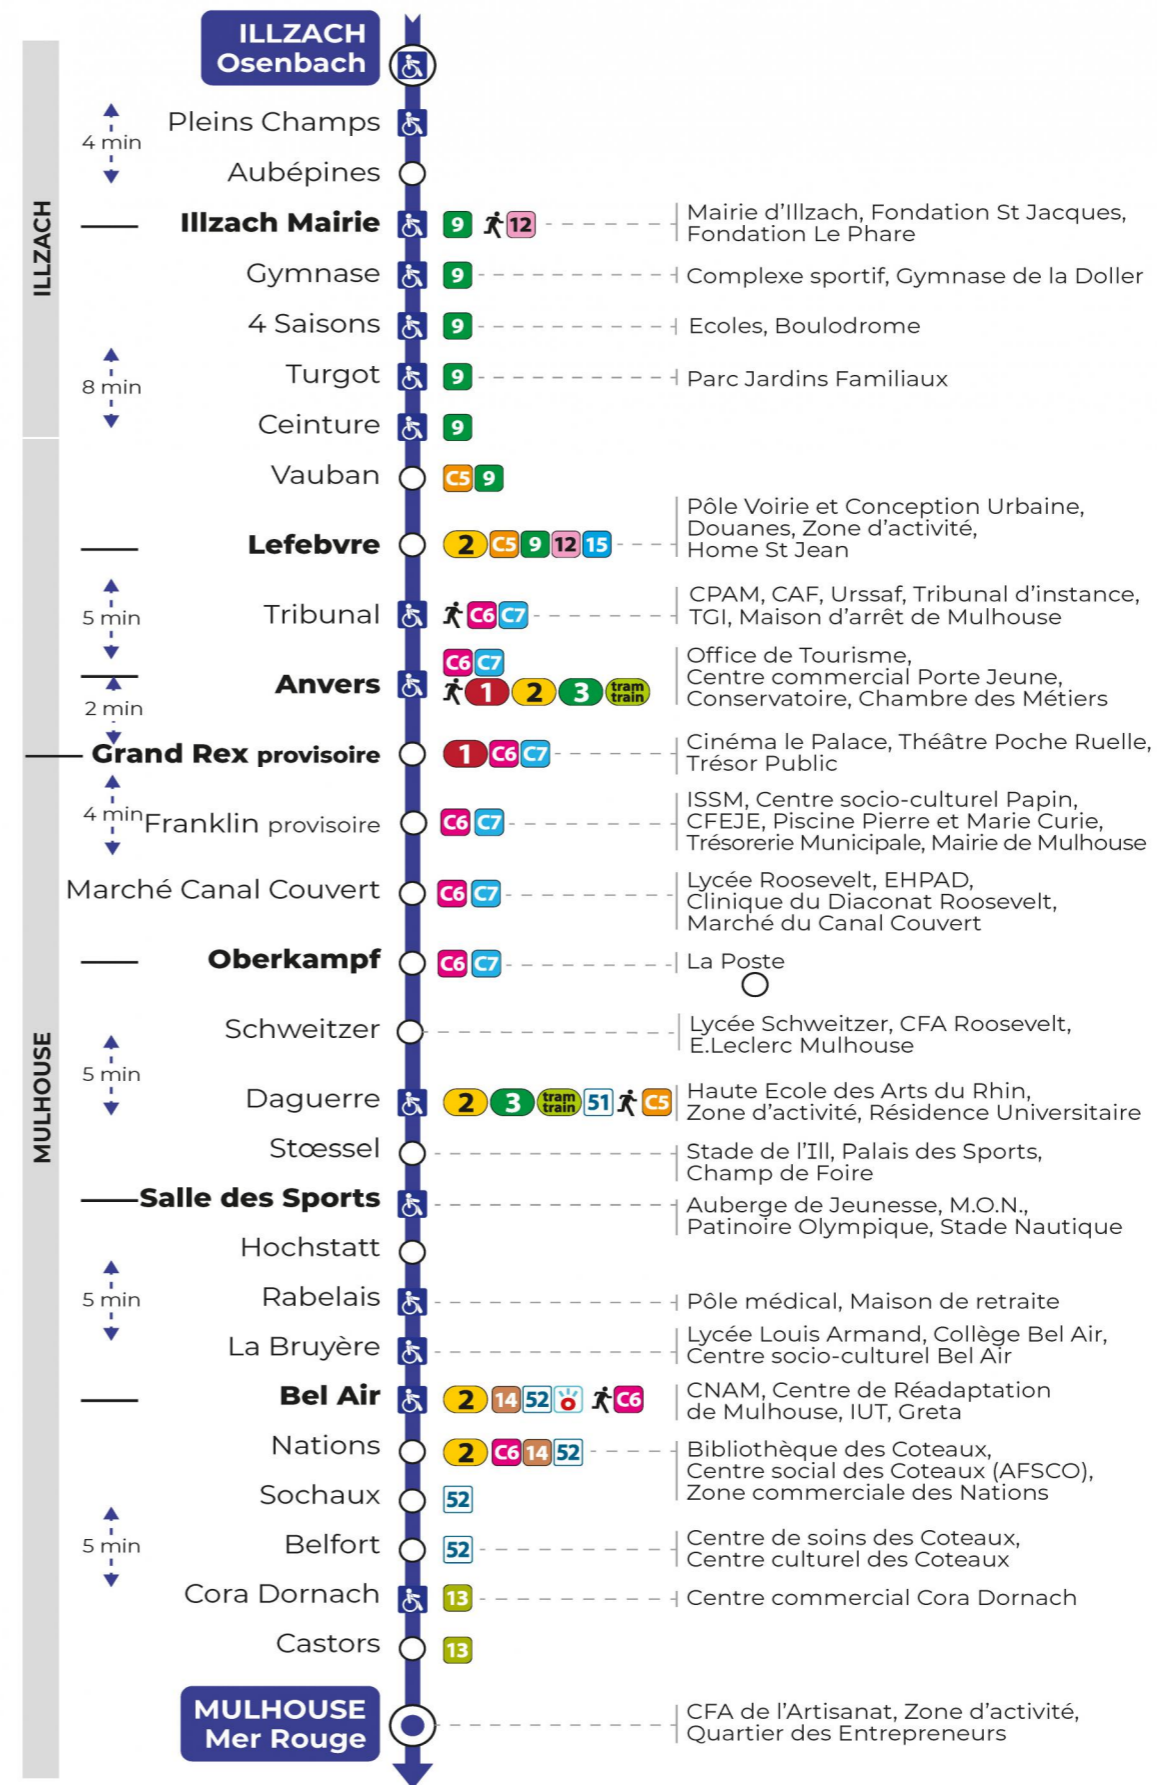 ILLZACH
Osenbach
ILLZACH
4 min
Pleins Champs
Aubépines
Illzach Mairie 9 12
Mairie d'Illzach, Fondation St Jacques,
Fondation Le Phare
Gymnase 9 Complexe sportif, Gymnase de la Doller
4 Saisons 9 Ecoles, Boulodrome
8 min
Turgot 9 Parc Jardins Familiaux
Ceinture 9
MULHOUSE
Vauban C5 9
Lefebvre 2 C5 9 12 15
Pôle Voirie et Conception Urbaine,
Douanes, Zone d'activité,
Home St Jean
5 min
Tribunal C6 C7
CPAM, CAF, Urssaf, Tribunal d'instance,
TGI, Maison d'arrêt de Mulhouse
C6 C7
Anvers 1 2 3 tram
train
Office de Tourisme,
Centre commercial Porte Jeune,
Conservatoire, Chambre des Métiers
2 min
Grand Rex provisoire 1 C6 C7
Cinéma le Palace, Théâtre Poche Ruelle,
Trésor Public
4 min
Franklin provisoire C6 C7
ISSM, Centre socio-culturel Papin,
CFEJE, Piscine Pierre et Marie Curie,
Trésorerie Municipale, Mairie de Mulhouse
Marché Canal Couvert C6 C7
Lycée Roosevelt, EHPAD,
Clinique du Diaconat Roosevelt,
Marché du Canal Couvert
Oberkampf C6 C7 La Poste
Schweitzer
Lycée Schweitzer, CFA Roosevelt,
E.Leclerc Mulhouse
5 min
Daguerre 2 3 tram
train 51 C5
Haute Ecole des Arts du Rhin,
Zone d'activité, Résidence Universitaire
Stœssel
Stade de l'Ill, Palais des Sports,
Champ de Foire
Salle des Sports
Auberge de Jeunesse, M.O.N.,
Patinoire Olympique, Stade Nautique
Hochstatt
5 min
Rabelais Pôle médical, Maison de retraite
La Bruyère
Lycée Louis Armand, Collège Bel Air,
Centre socio-culturel Bel Air
Bel Air 2 14 52 C6
CNAM, Centre de Réadaptation
de Mulhouse, IUT, Greta
Nations 2 C6 14 52
Bibliothèque des Coteaux,
Centre social des Coteaux (AFSCO),
Zone commerciale des Nations
Sochaux 52
5 min
Belfort 52
Centre de soins des Coteaux,
Centre culturel des Coteaux
Cora Dornach 13 Centre commercial Cora Dornach
Castors 13
MULHOUSE
Mer Rouge
CFA de l'Artisanat, Zone d'activité,
Quartier des Entrepreneurs